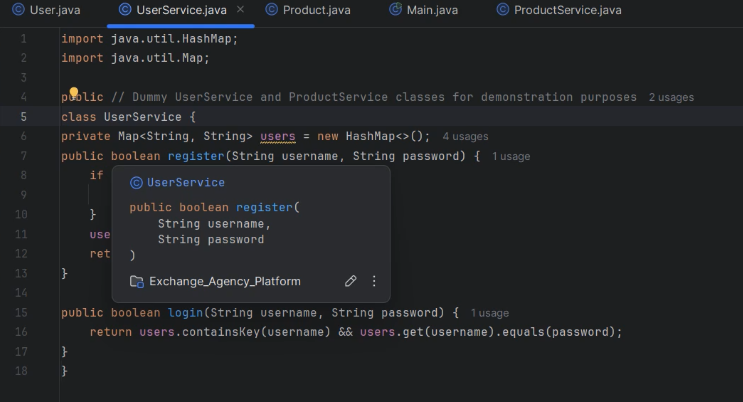 User.java UserService.java Product.java Main.java ProductService.java
1 import java.util.HashMap;
2 import java.util.Map;
3
4 public // Dummy UserService and ProductService classes for demonstration purposes 2 usages
5 class UserService {
6 private Map<String, String> users = new HashMap<>(); 4 usages
7 public boolean register(String username, String password) { 1 usage
8 if
UserService
9
public boolean register(
10 }
String username,
11 use
String password
12 ret
)
13 }
Exchange_Agency_Platform
14
15 public boolean login(String username, String password) { 1 usage
16 return users.containsKey(username) && users.get(username).equals(password);
17 }
18 }